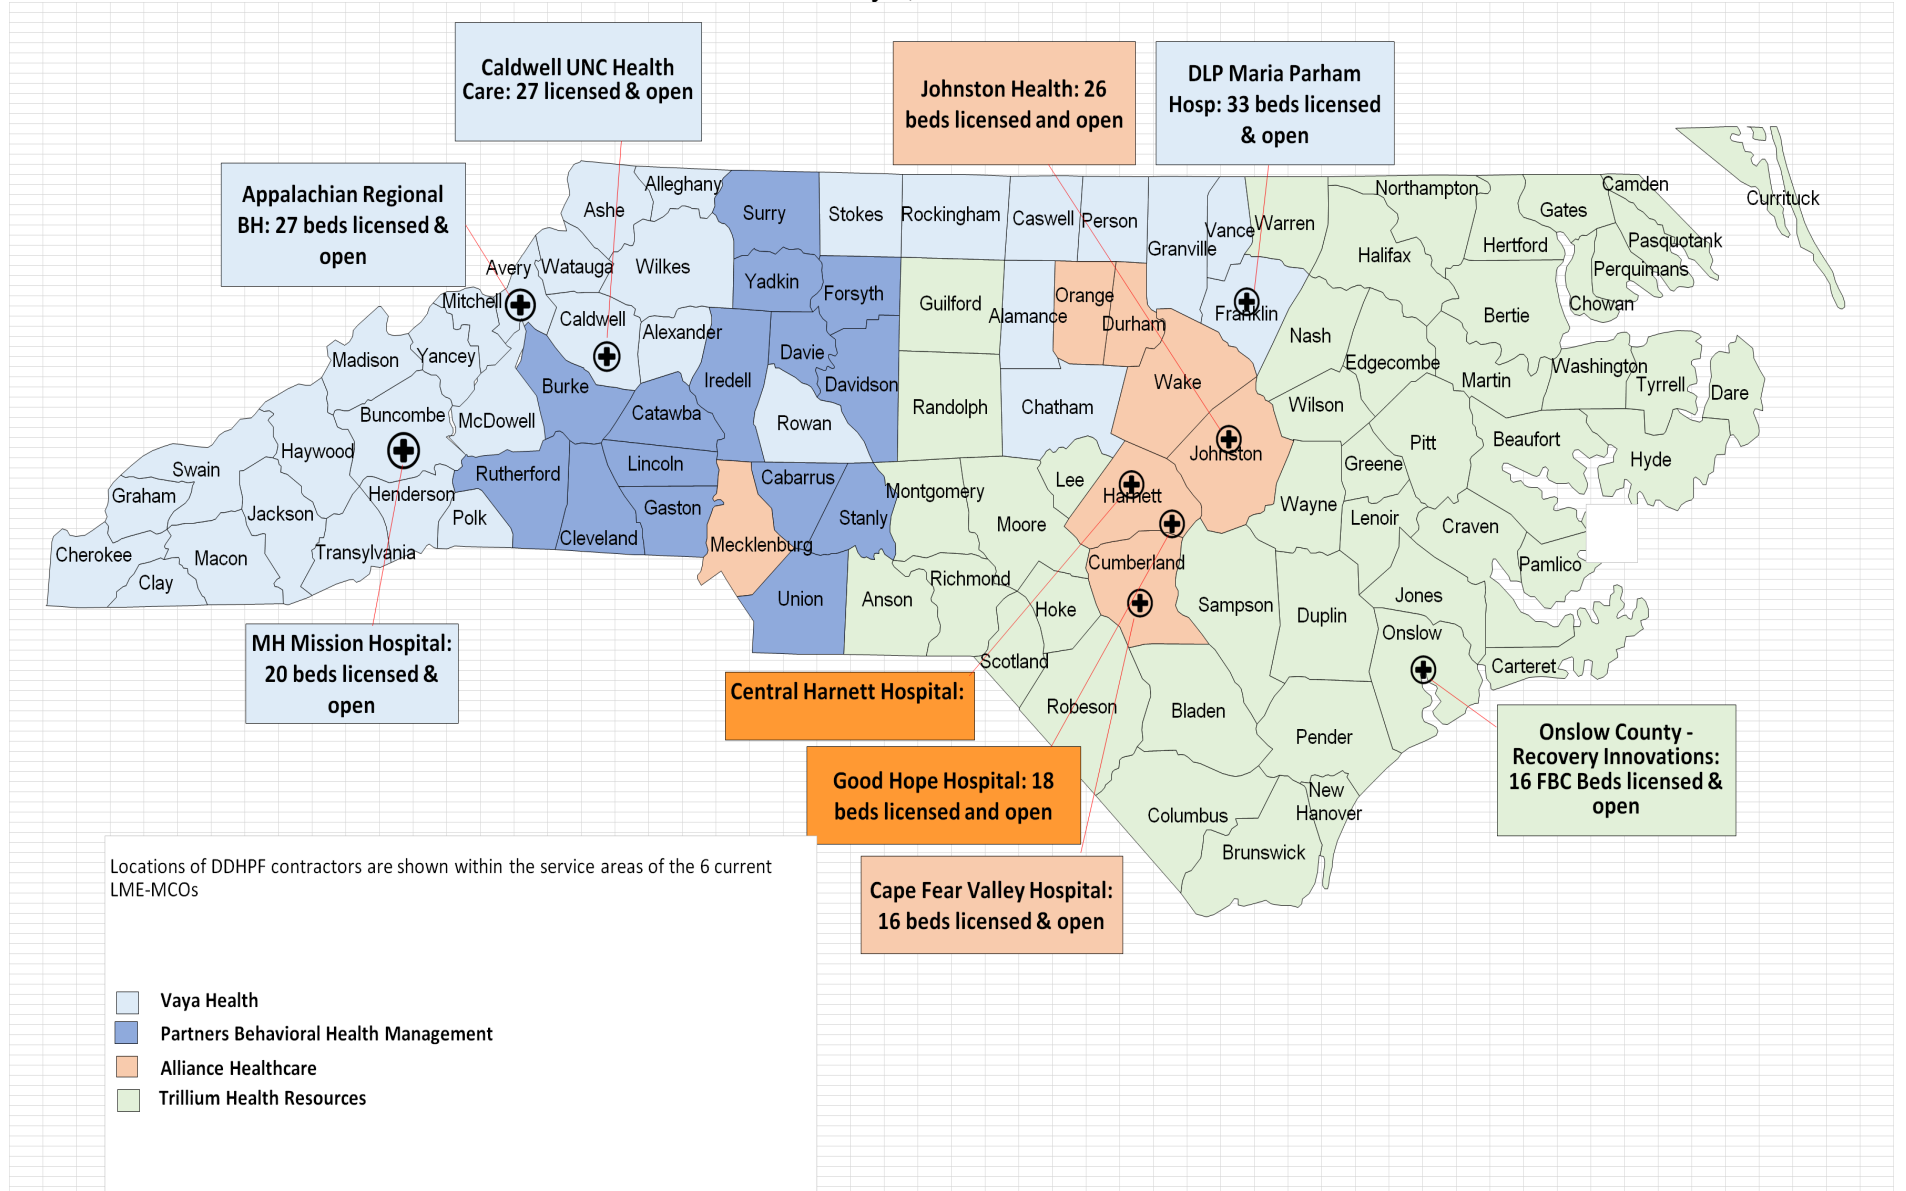 Caldwell UNC Health
Care: 27 licensed & open
Johnston Health: 26
beds licensed and open
DLP Maria Parham
Hosp: 33 beds licensed
& open
Appalachian Regional
BH: 27 beds licensed &
open
Alleghany
Ashe
Surry
Stokes
Rockingham
Caswell
Person
Granville
Vance
Warren
Northampton
Gates
Camden
Currituck
Pasquotank
Perquimans
Chowan
Hertford
Halifax
Bertie
Avery
Watauga
Wilkes
Yadkin
Forsyth
Guilford
Alamance
Orange
Durham
Franklin
Nash
Edgecombe
Martin
Washington
Tyrrell
Dare
Mitchell
Caldwell
Alexander
Madison
Yancey
Burke
Iredell
Davie
Davidson
Randolph
Chatham
Wake
Wilson
Buncombe
McDowell
Catawba
Rowan
Johnston
Greene
Pitt
Beaufort
Hyde
Haywood
Swain
Graham
Jackson
Henderson
Polk
Rutherford
Lincoln
Gaston
Cleveland
Cabarrus
Stanly
Mecklenburg
Montgomery
Moore
Lee
Harnett
Wayne
Lenoir
Craven
Pamlico
Cherokee
Clay
Macon
Transylvania
Union
Anson
Richmond
Hoke
Cumberland
Sampson
Duplin
Jones
Onslow
Carteret
Scotland
Robeson
Bladen
Pender
Columbus
New
Hanover
Brunswick
MH Mission Hospital:
20 beds licensed &
open
Central Harnett Hospital:
Good Hope Hospital: 18
beds licensed and open
Cape Fear Valley Hospital:
16 beds licensed & open
Onslow County -
Recovery Innovations:
16 FBC Beds licensed &
open
Locations of DDHPF contractors are shown within the service areas of the 6 current
LME-MCOs
Vaya Health
Partners Behavioral Health Management
Alliance Healthcare
Trillium Health Resources